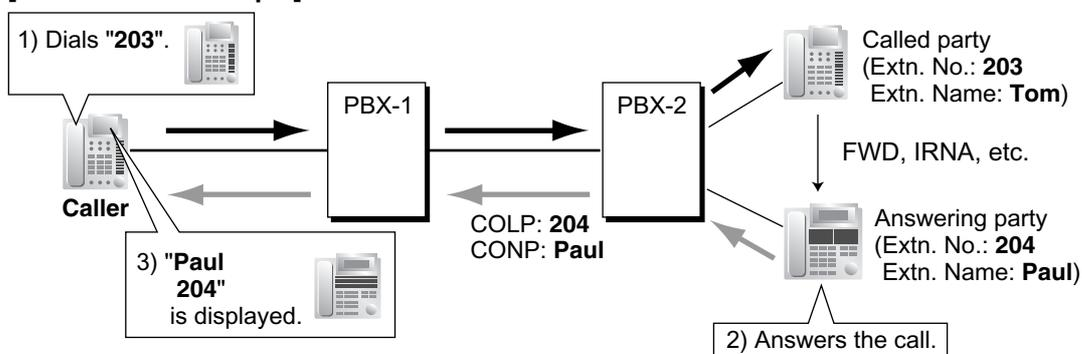 1) Dials "203".
Caller
PBX-1
PBX-2
Called party
(Extn. No.: 203
Extn. Name: Tom)
FWD, IRNA, etc.
COLP: 204
CONP: Paul
Answering party
(Extn. No.: 204
Extn. Name: Paul)
2) Answers the call.
3) "Paul
204"
is displayed.